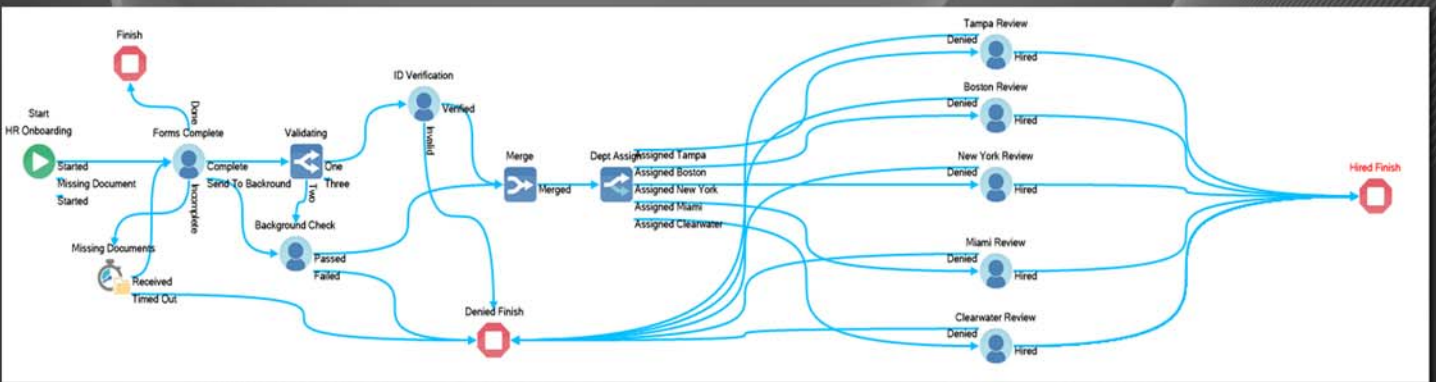 Tampa Review
Denied
Hired
Finish
ID Verification
Verified
Invalid
Boston Review
Denied
Hired
Start
HR Onboarding
Started
Missing Document
Started
Done
Forms Complete
Complete
Send To Backround
Incomplete
Validating
One
Three
Two
Merge
Merged
Dept Assign
Assigned Tampa
Assigned Boston
Assigned New York
Assigned Miami
Assigned Clearwater
New York Review
Denied
Hired
Hired Finish
Background Check
Passed
Failed
Missing Documents
Received
Timed Out
Miami Review
Denied
Hired
Denied Finish
Clearwater Review
Denied
Hired